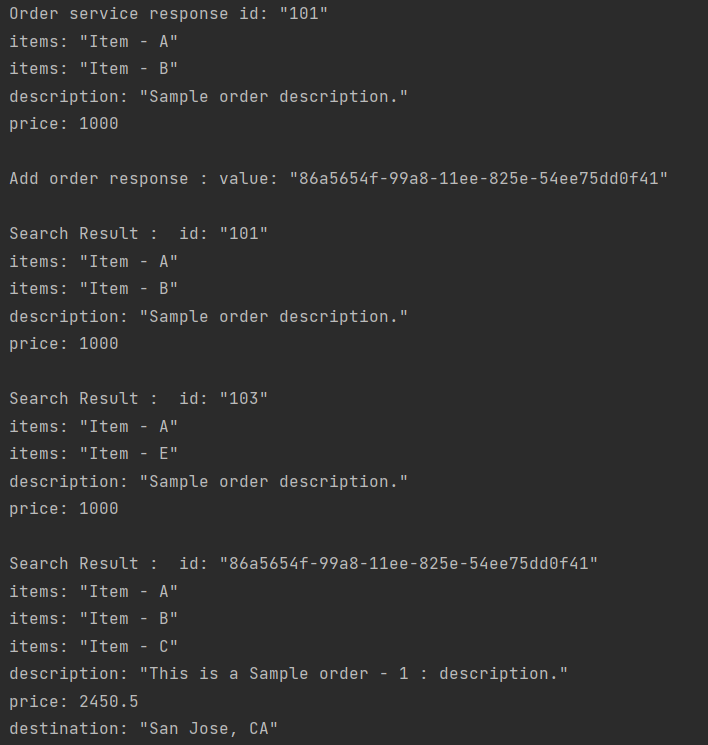 Order service response id: "101"
items: "Item - A"
items: "Item - B"
description: "Sample order description."
price: 1000
Add order response : value: "86a5654f-99a8-11ee-825e-54ee75dd0f41"
Search Result :  id: "101"
items: "Item - A"
items: "Item - B"
description: "Sample order description."
price: 1000
Search Result :  id: "103"
items: "Item - A"
items: "Item - E"
description: "Sample order description."
price: 1000
Search Result :  id: "86a5654f-99a8-11ee-825e-54ee75dd0f41"
items: "Item - A"
items: "Item - B"
items: "Item - C"
description: "This is a Sample order - 1 : description."
price: 2450.5
destination: "San Jose, CA"